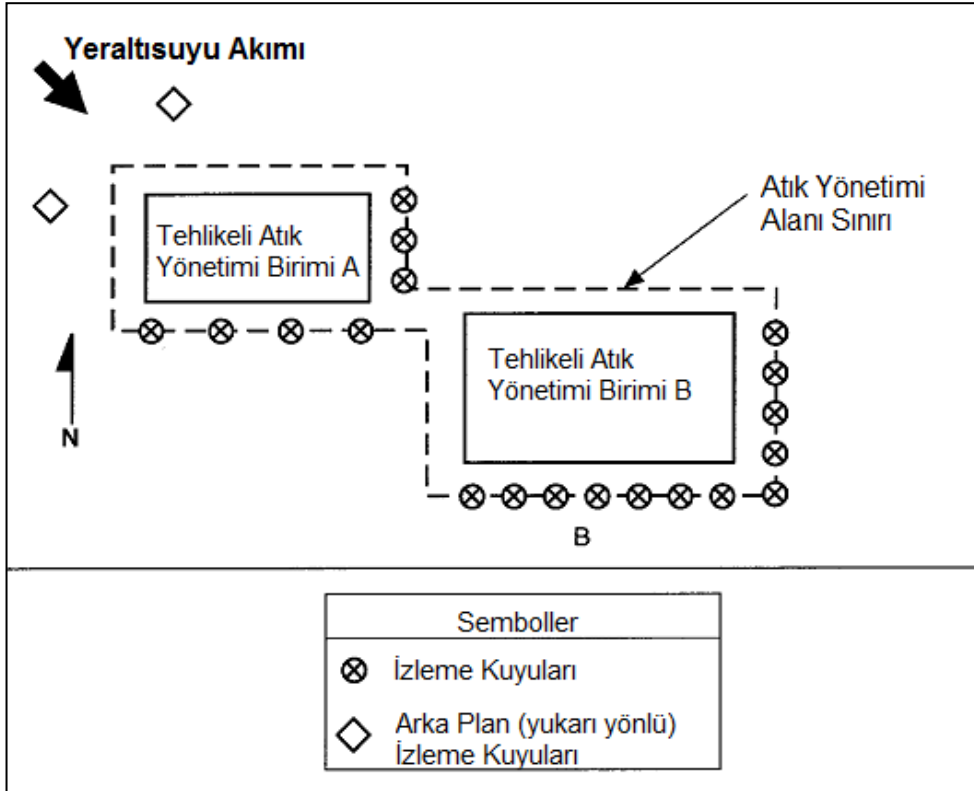 Yeraltısuyu Akımı
Atık Yönetimi
Alanı Sınırı
Tehlikeli Atık
Yönetimi Birimi A
Tehlikeli Atık
Yönetimi Birimi B
N
B
Semboller
İzleme Kuyuları
Arka Plan (yukarı yönlü)
İzleme Kuyuları